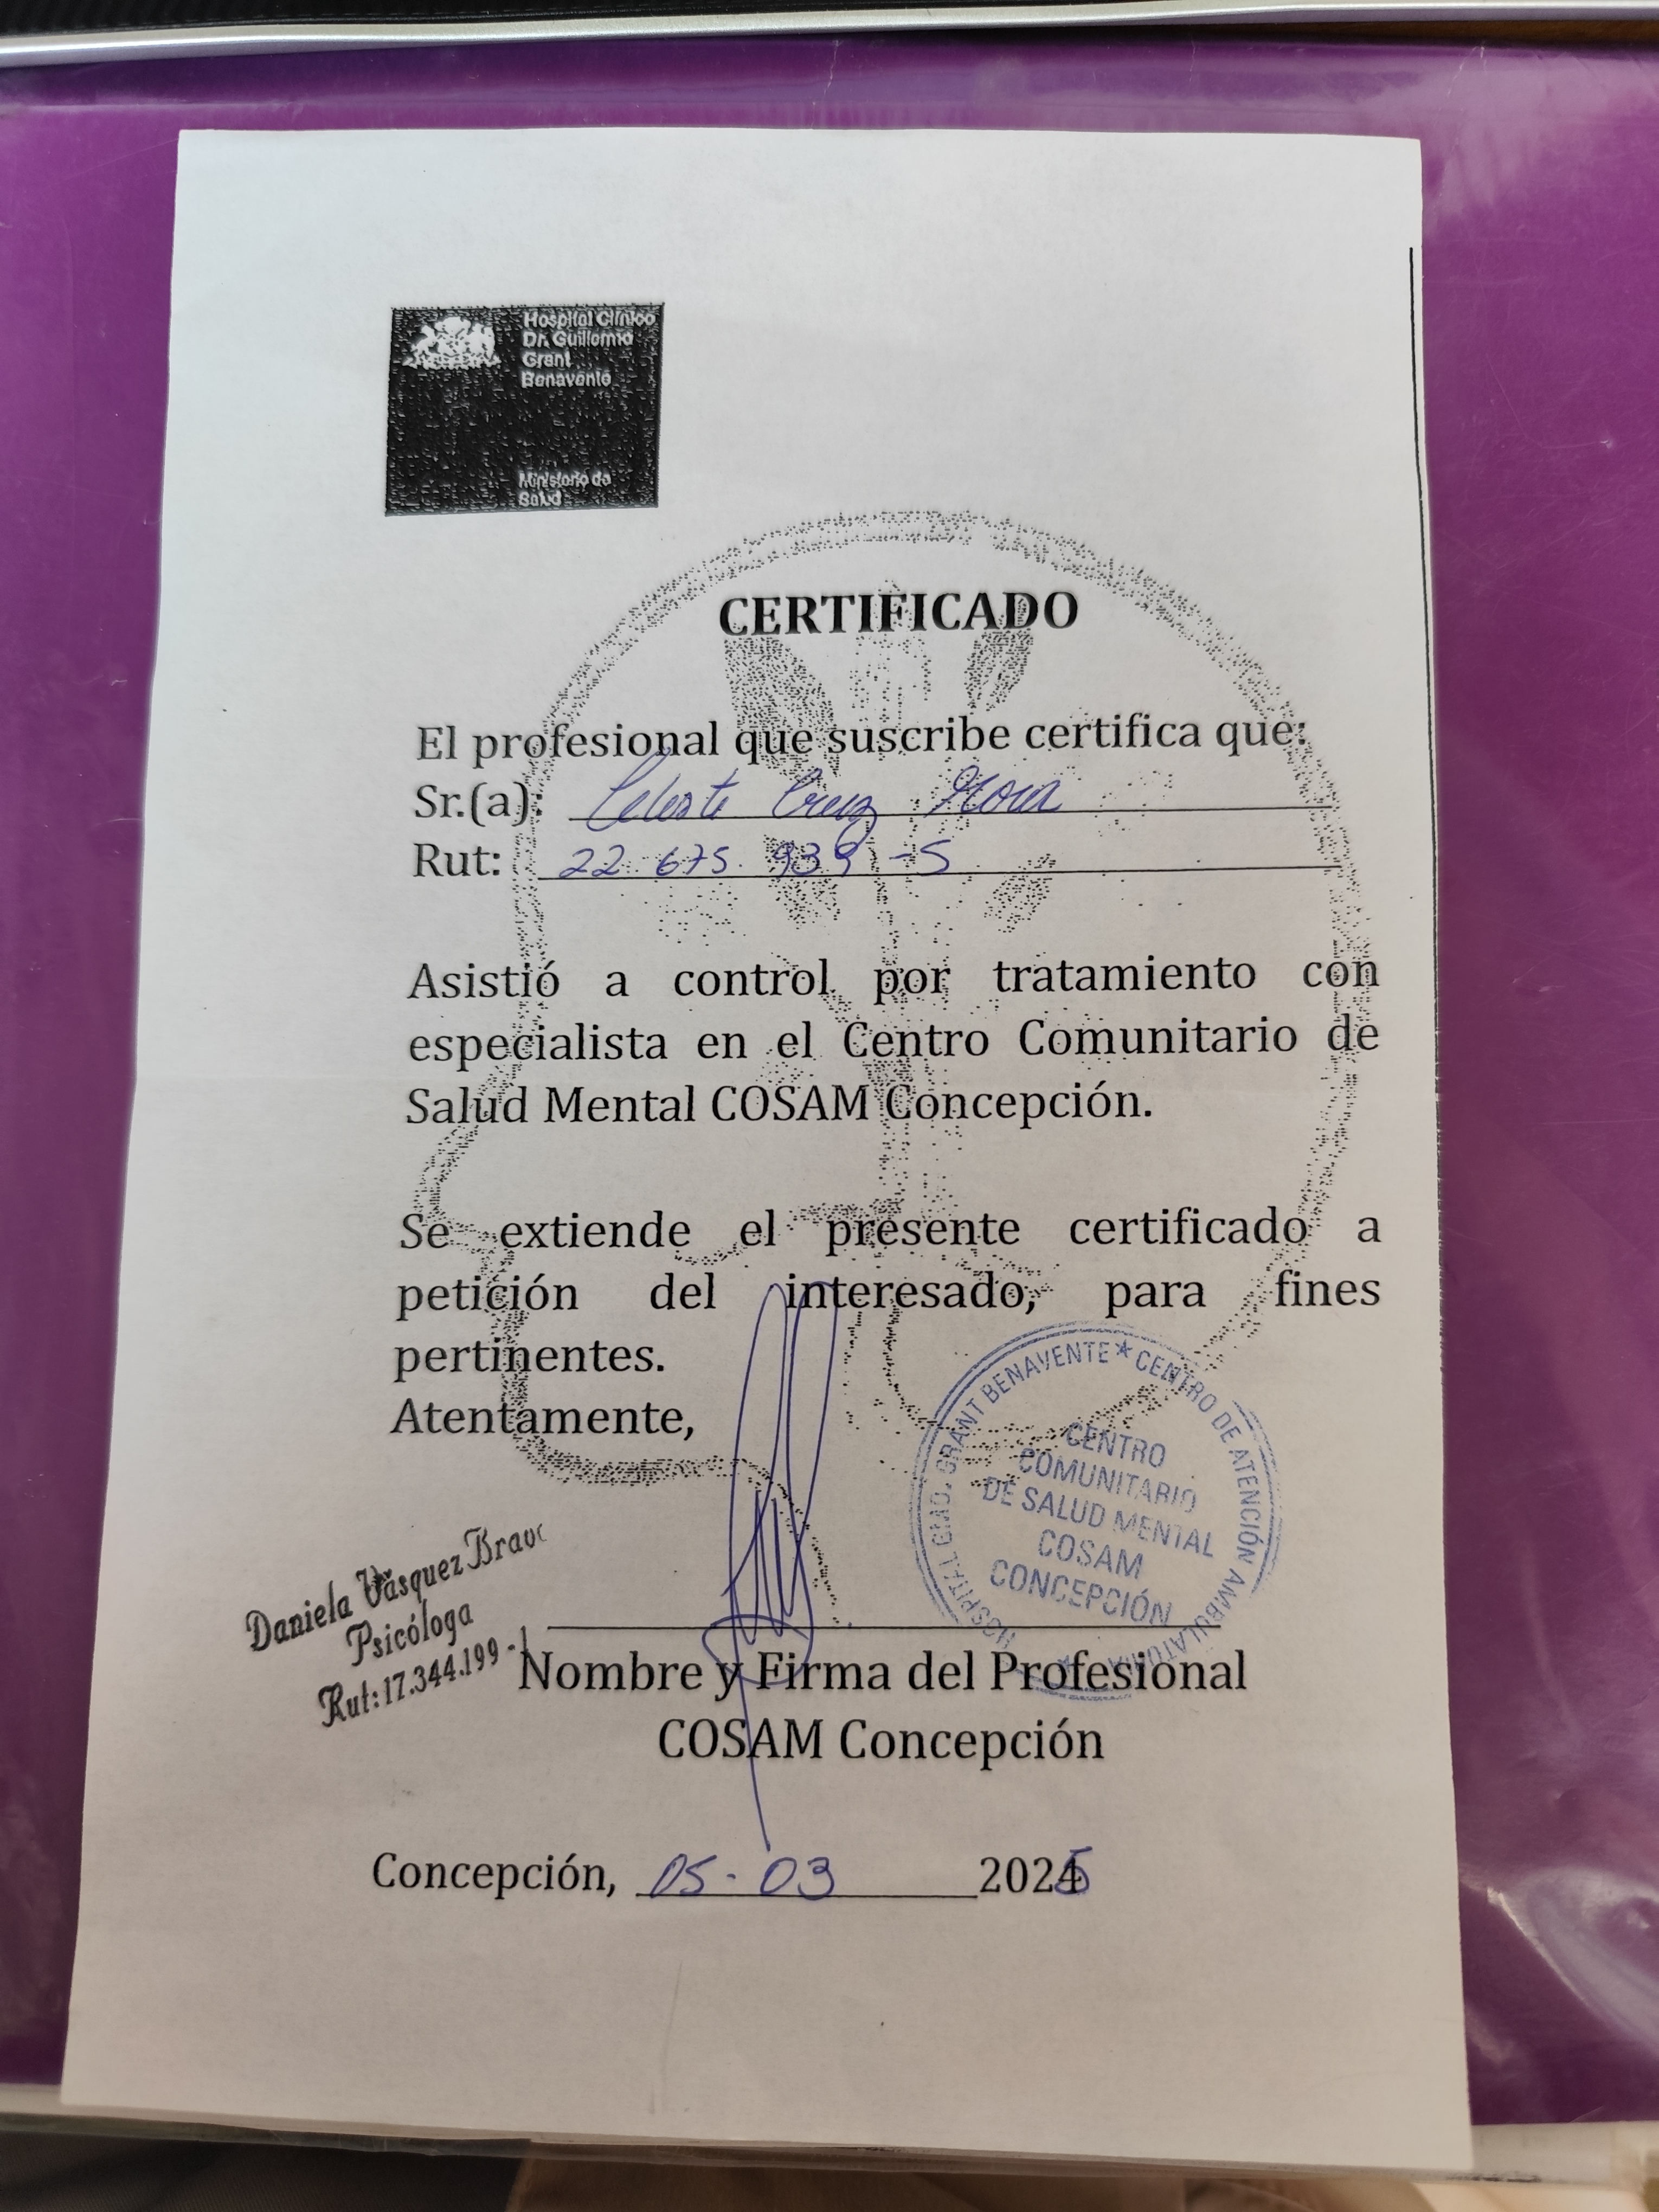 Hospital Clínico
Dr. Guillermo
Grant
Benavente
Ministerio de
Salud
CERTIFICADO
El profesional que suscribe certifica que:
Sr.(a): Celeste Cruz Mora
Rut: 22.675.939-5
Asistió a control por tratamiento con
especialista en el Centro Comunitario de
Salud Mental COSAM Concepción.
Se extiende el presente certificado a
petición del interesado, para fines
pertinentes.
Atentamente,
HOSPITAL GMO. GRANT BENAVENTE * CENTRO DE ATENCIÓN AMBULATORIA
CENTRO
COMUNITARIO
DE SALUD MENTAL
COSAM
CONCEPCIÓN
Daniela Vásquez Bravo
Psicóloga
Rut: 17.344.199-1
Nombre y Firma del Profesional
COSAM Concepción
Concepción, 05-03 2025